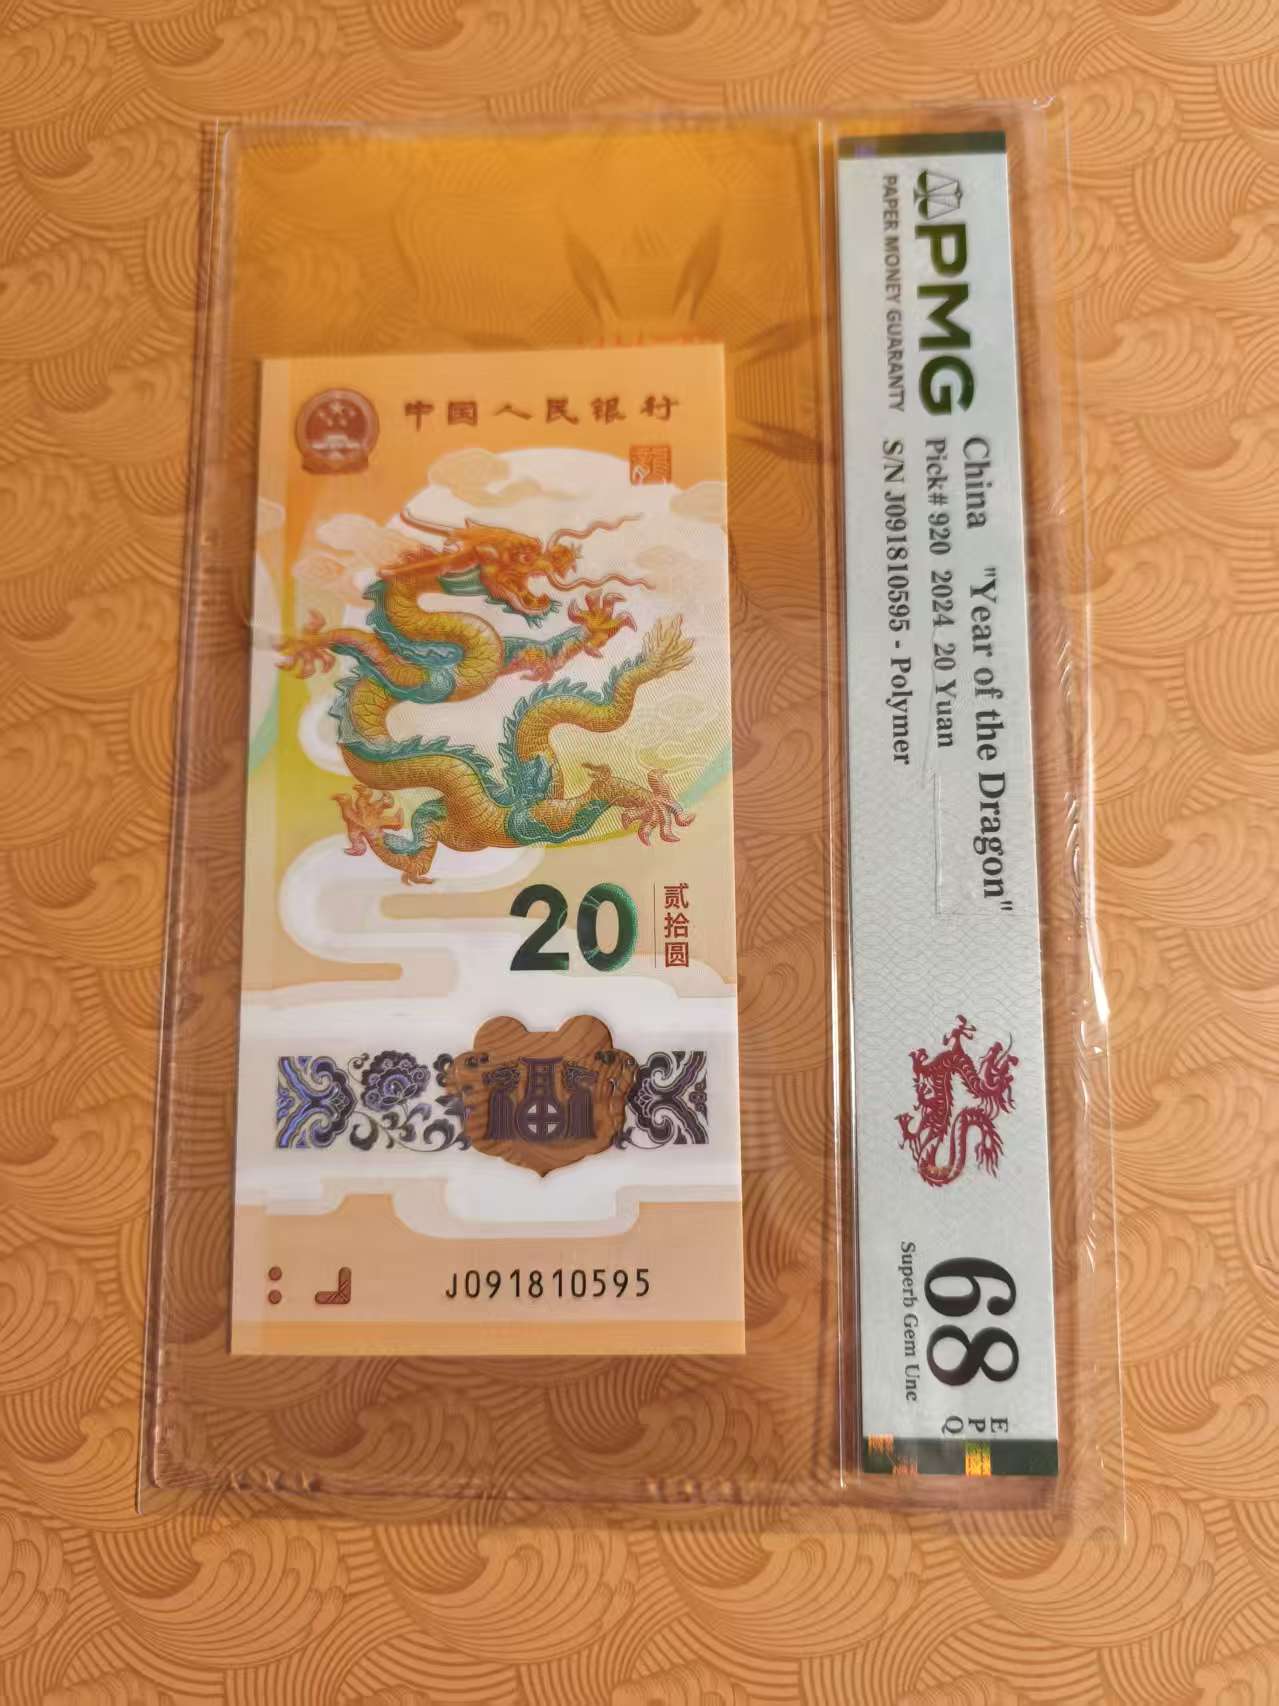 中国人民银行
20
贰拾圆
J091810595
PMG
PAPER MONEY GUARANTY
China "Year of the Dragon"
Pick# 920 2024 20 Yuan
S/N J091810595 - Polymer
68
EPQ
Superb Gem Unc